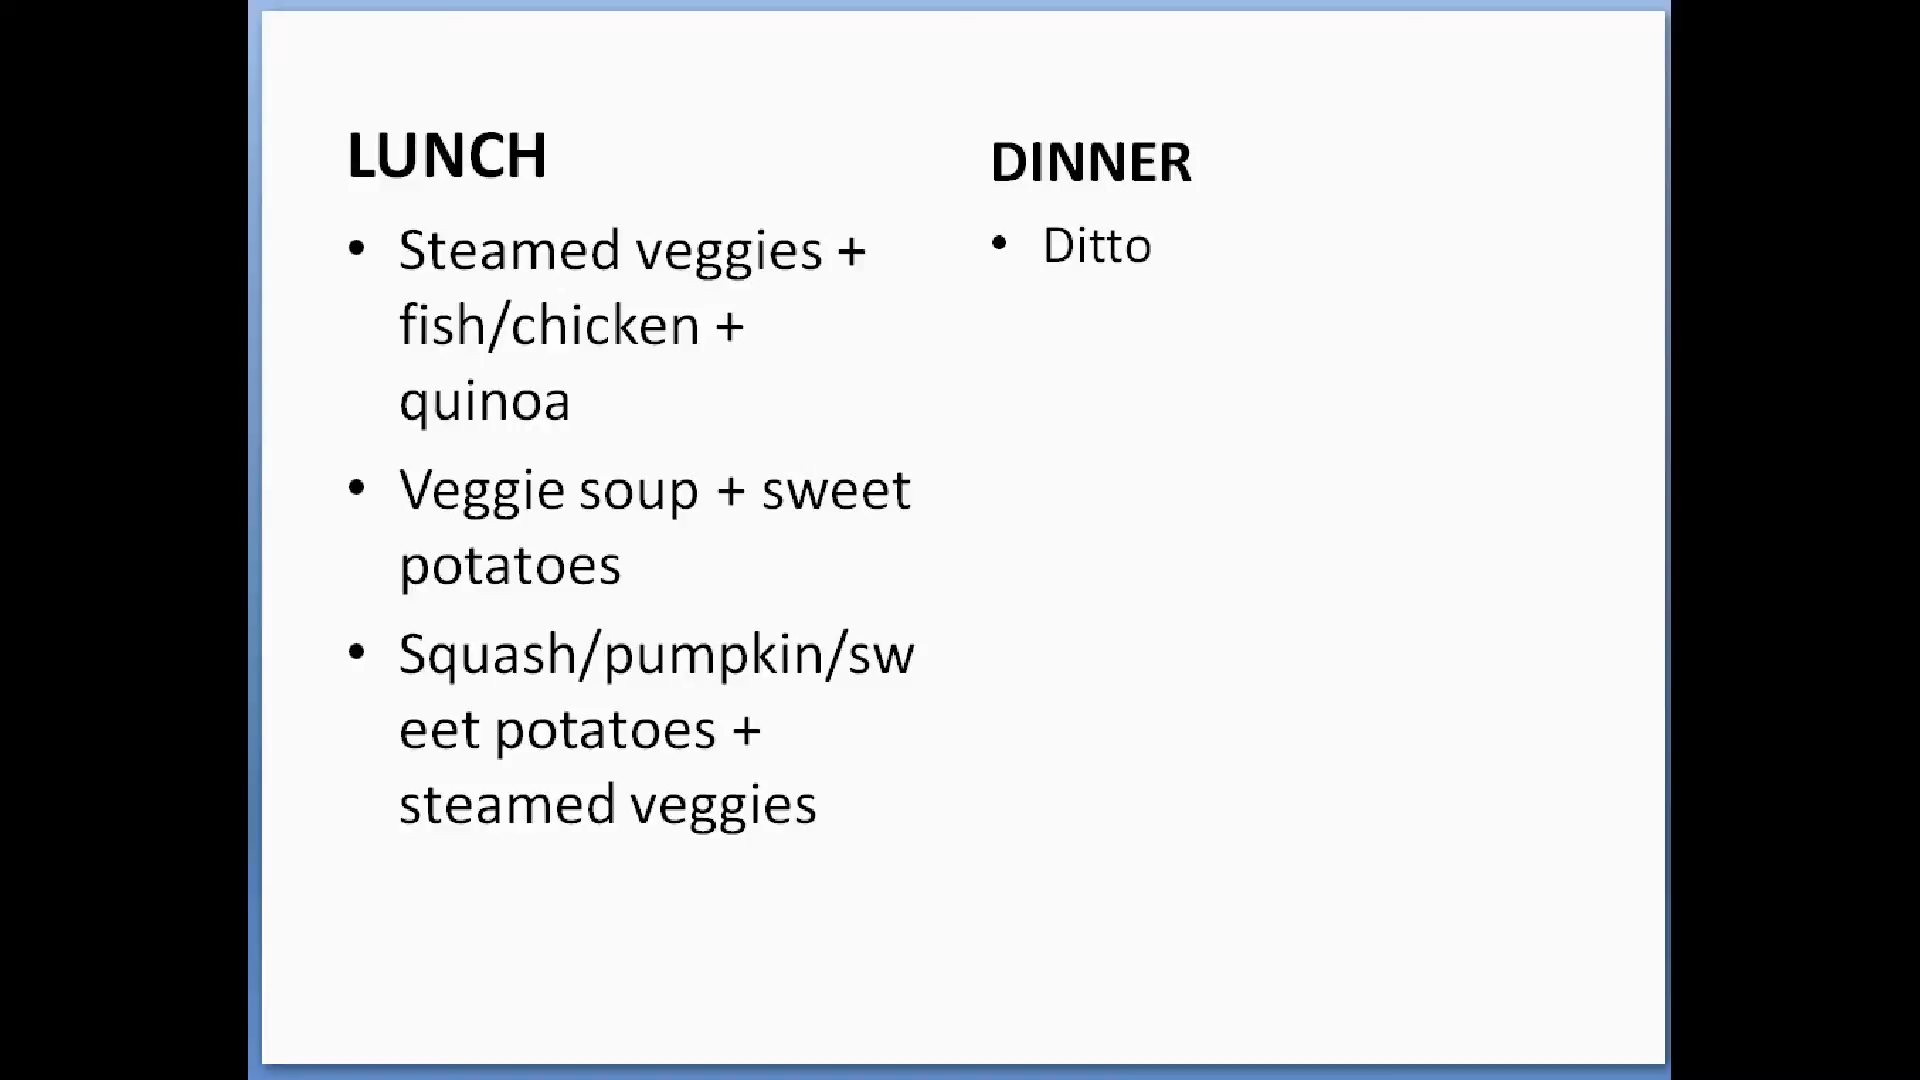 LUNCH
• Steamed veggies +
fish/chicken +
quinoa
• Veggie soup + sweet
potatoes
• Squash/pumpkin/sw
eet potatoes +
steamed veggies
DINNER
• Ditto